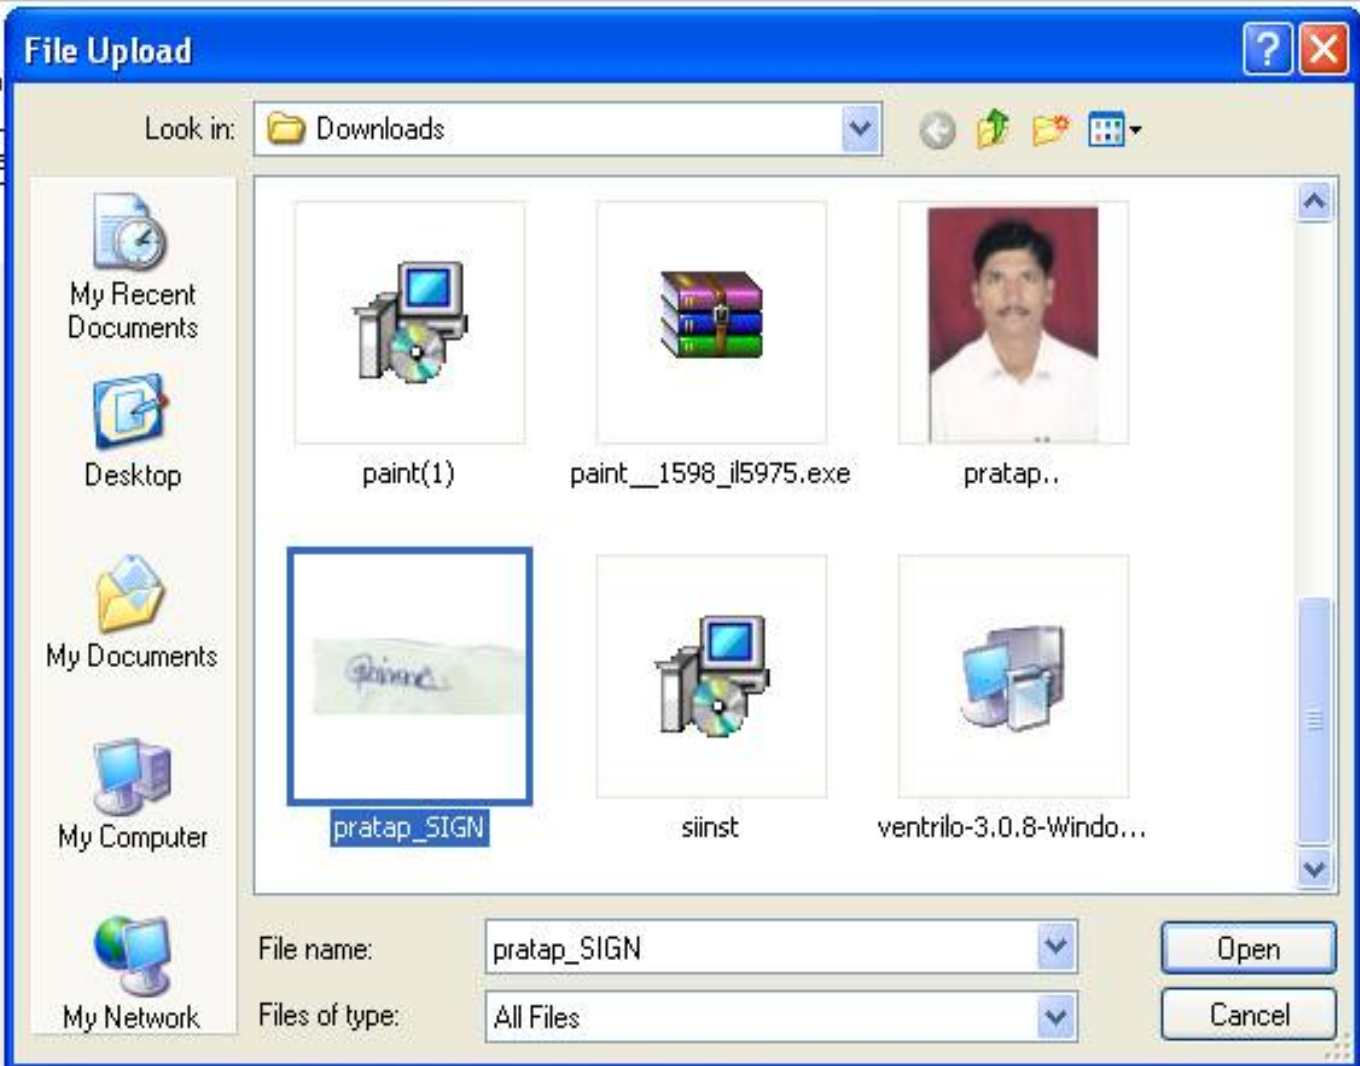 File Upload
Look in:
Downloads
My Recent
Documents
Desktop
My Documents
My Computer
My Network
paint(1)
paint__1598_il5975.exe
pratap..
pratap_SIGN
siinst
ventrilo-3.0.8-Windo...
File name:
pratap_SIGN
Open
Files of type:
All Files
Cancel